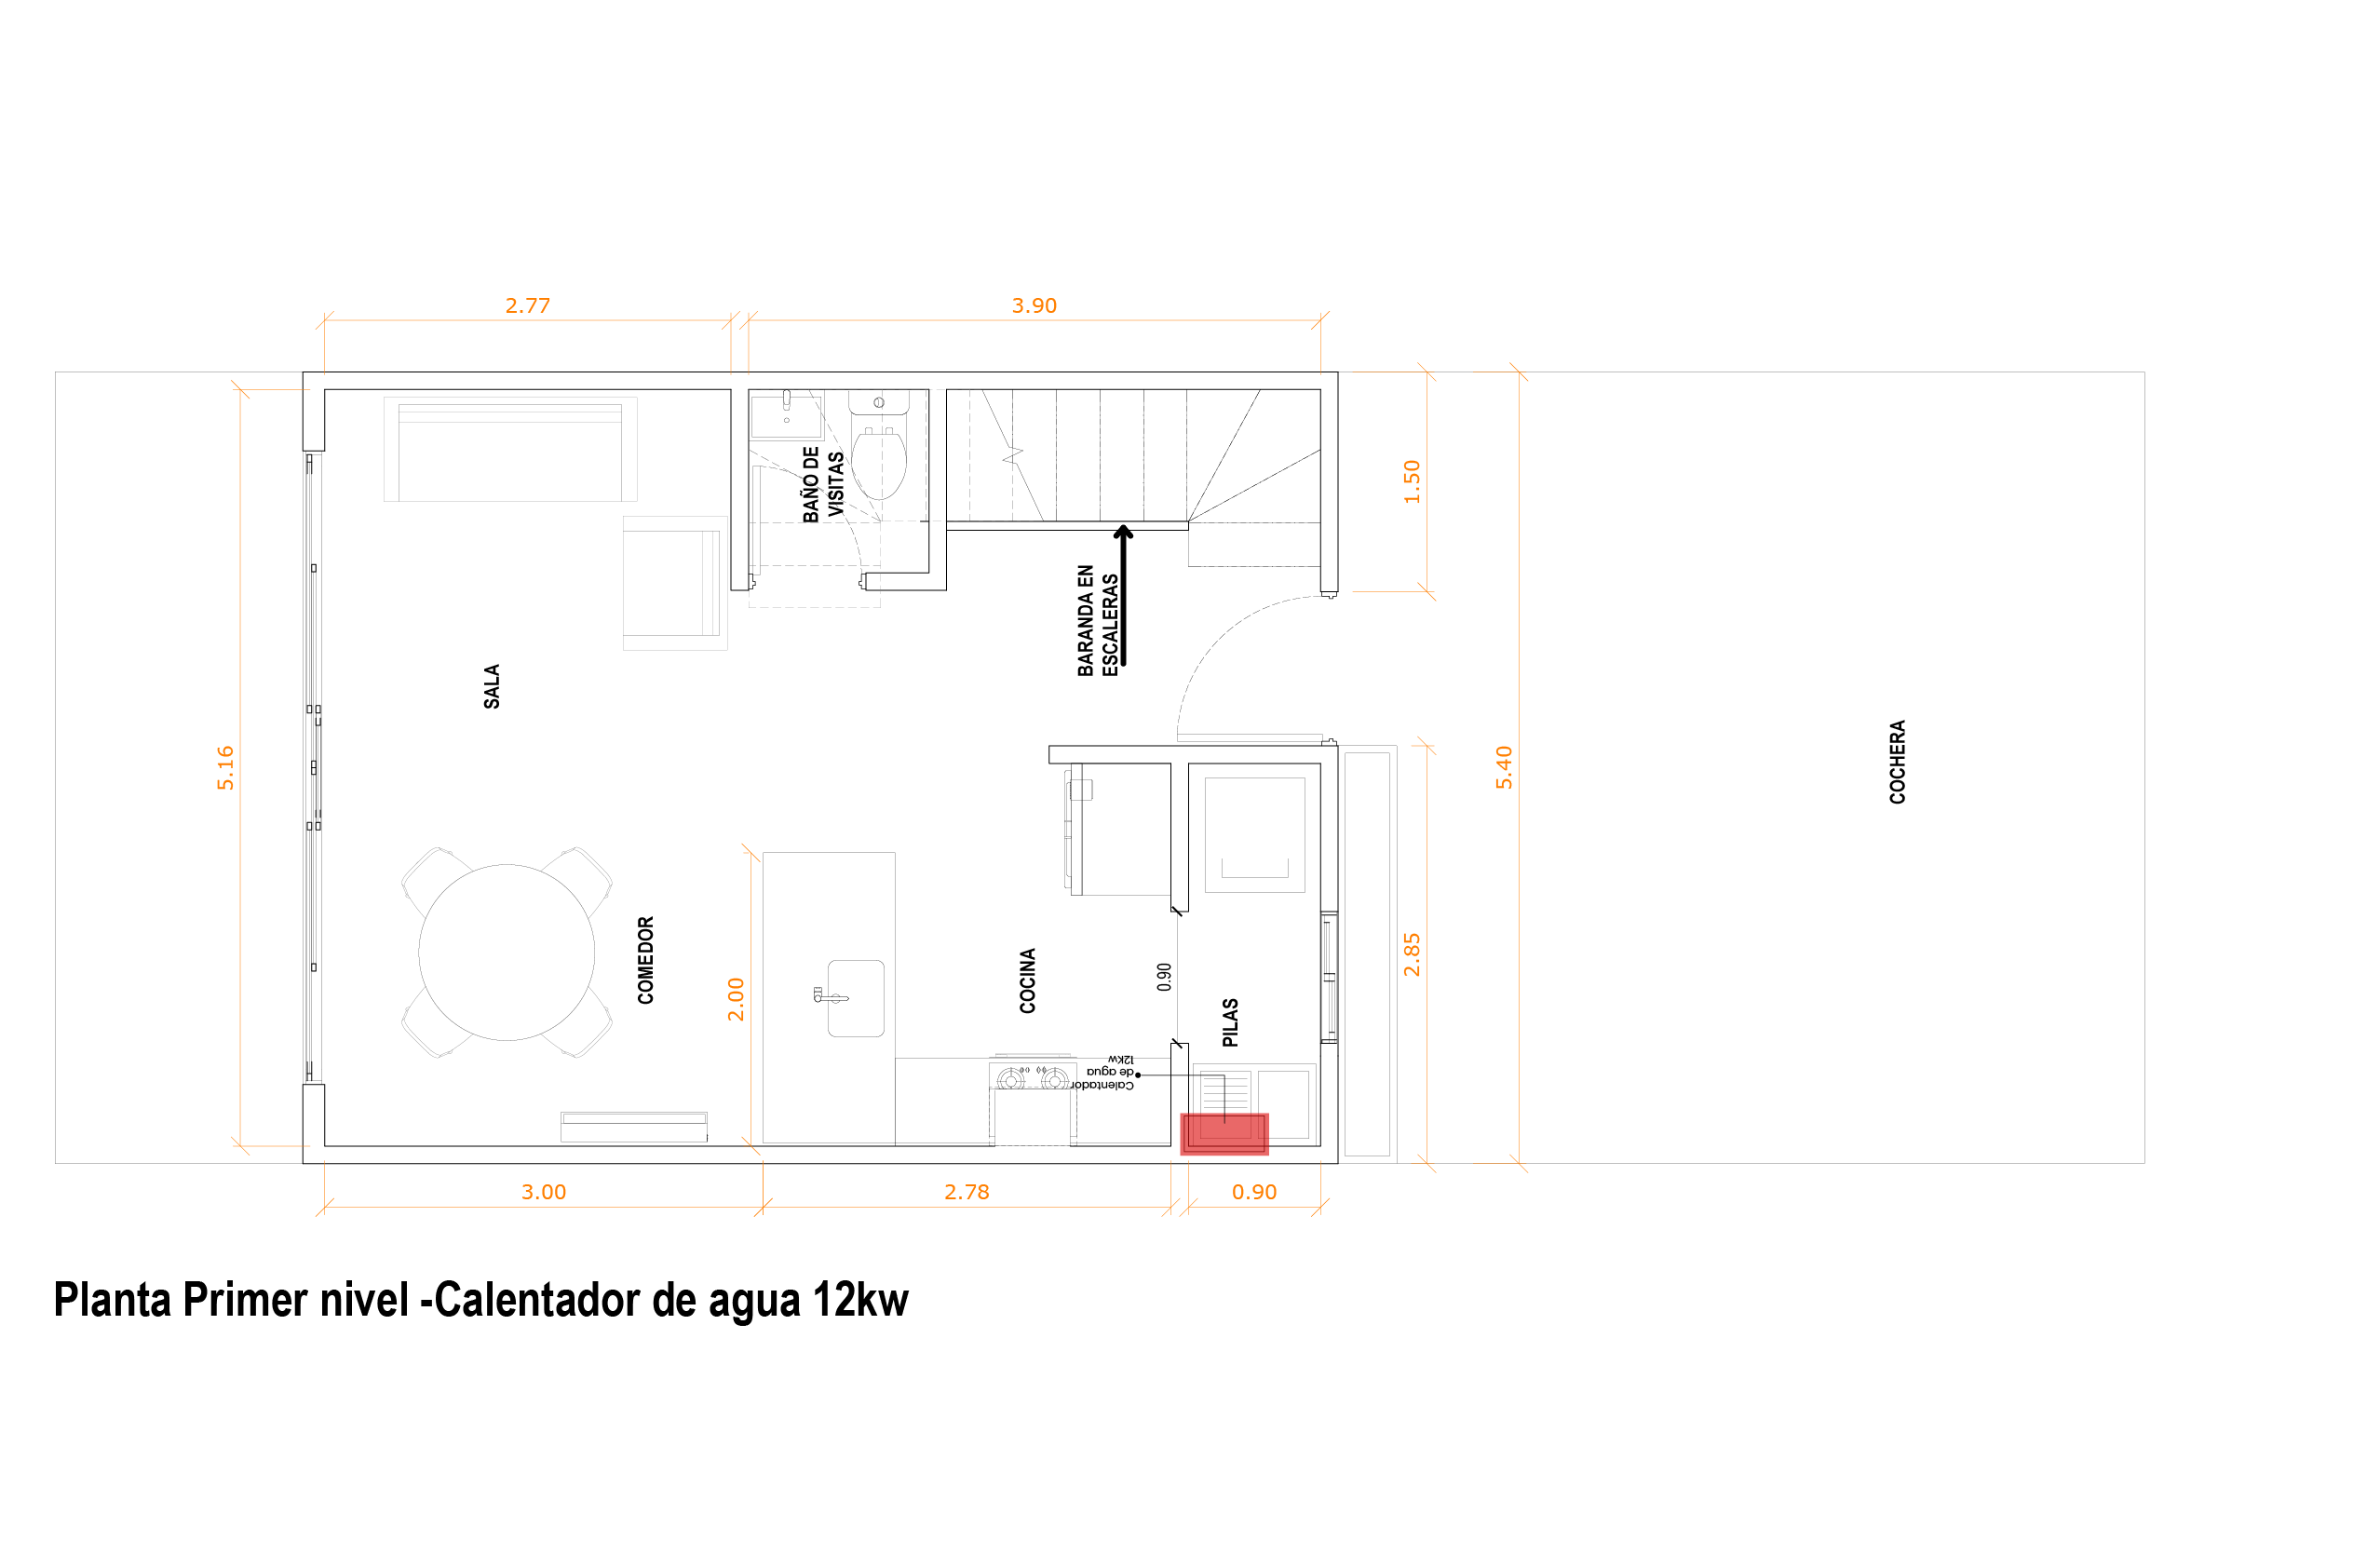 2.77
3.90
BAÑO DE
VISITAS
1.50
BARANDA EN
ESCALERAS
SALA
5.16
5.40
COCHERA
COMEDOR
2.00
COCINA
0.90
PILAS
2.85
Calentador
de agua
12Kw
3.00
2.78
0.90
Planta Primer nivel -Calentador de agua 12kw